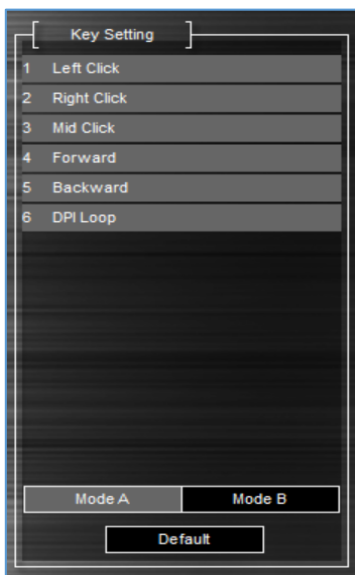 Key Setting
1 Left Click
2 Right Click
3 Mid Click
4 Forward
5 Backward
6 DPI Loop
Mode A Mode B
Default